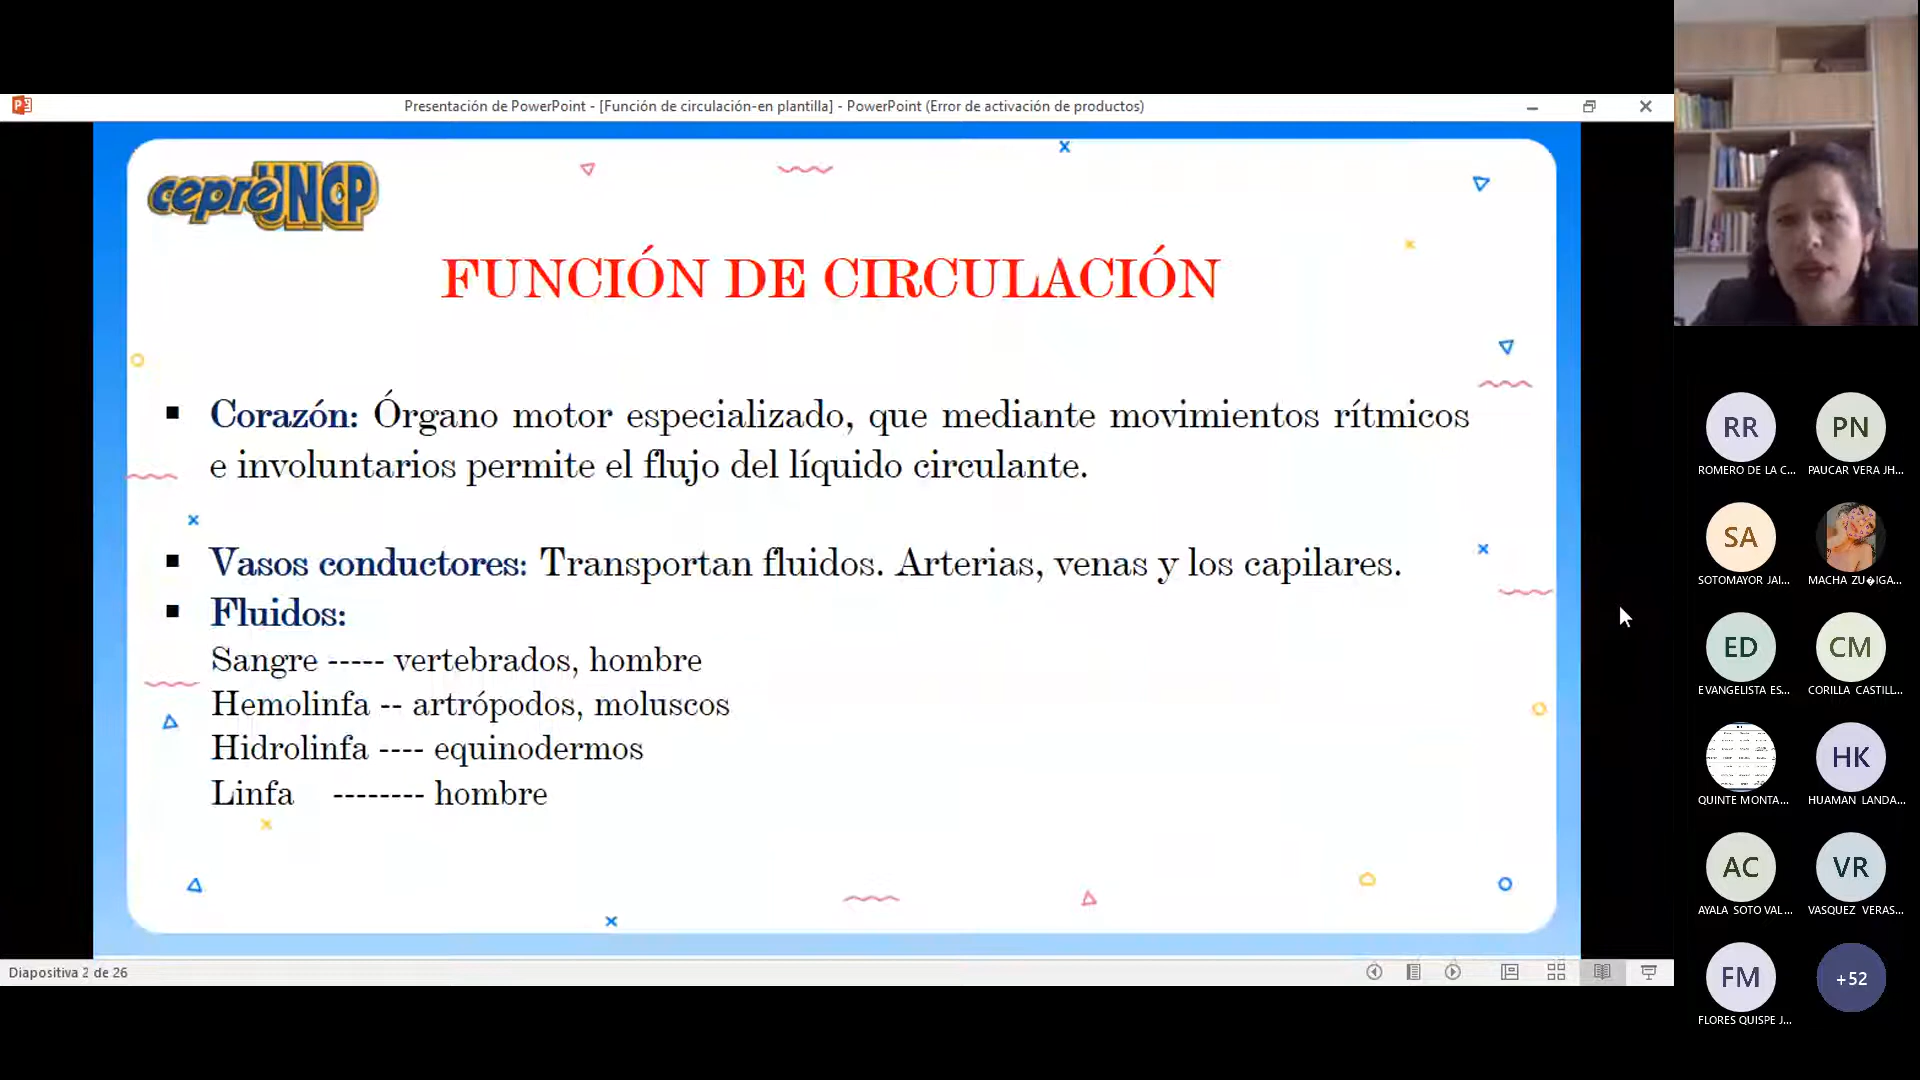 Presentación de PowerPoint - [Función de circulación-en plantilla] - PowerPoint (Error de activación de productos)
cepreUNCP
FUNCIÓN DE CIRCULACIÓN
▪ Corazón: Órgano motor especializado, que mediante movimientos rítmicos
e involuntarios permite el flujo del líquido circulante.
▪ Vasos conductores: Transportan fluidos. Arterias, venas y los capilares.
▪ Fluidos:
Sangre ----- vertebrados, hombre
Hemolinfa -- artrópodos, moluscos
Hidrolinfa ---- equinodermos
Linfa -------- hombre
Diapositiva 2 de 26
RR
ROMERO DE LA C...
PN
PAUCAR VERA JH...
SA
SOTOMAYOR JAI...
MACHA ZU�IGA...
ED
EVANGELISTA ES...
CM
CORILLA CASTILL...
QUINTE MONTA...
HK
HUAMAN LANDA...
AC
AYALA SOTO VAL...
VR
VASQUEZ VERAS...
FM
FLORES QUISPE J...
+52